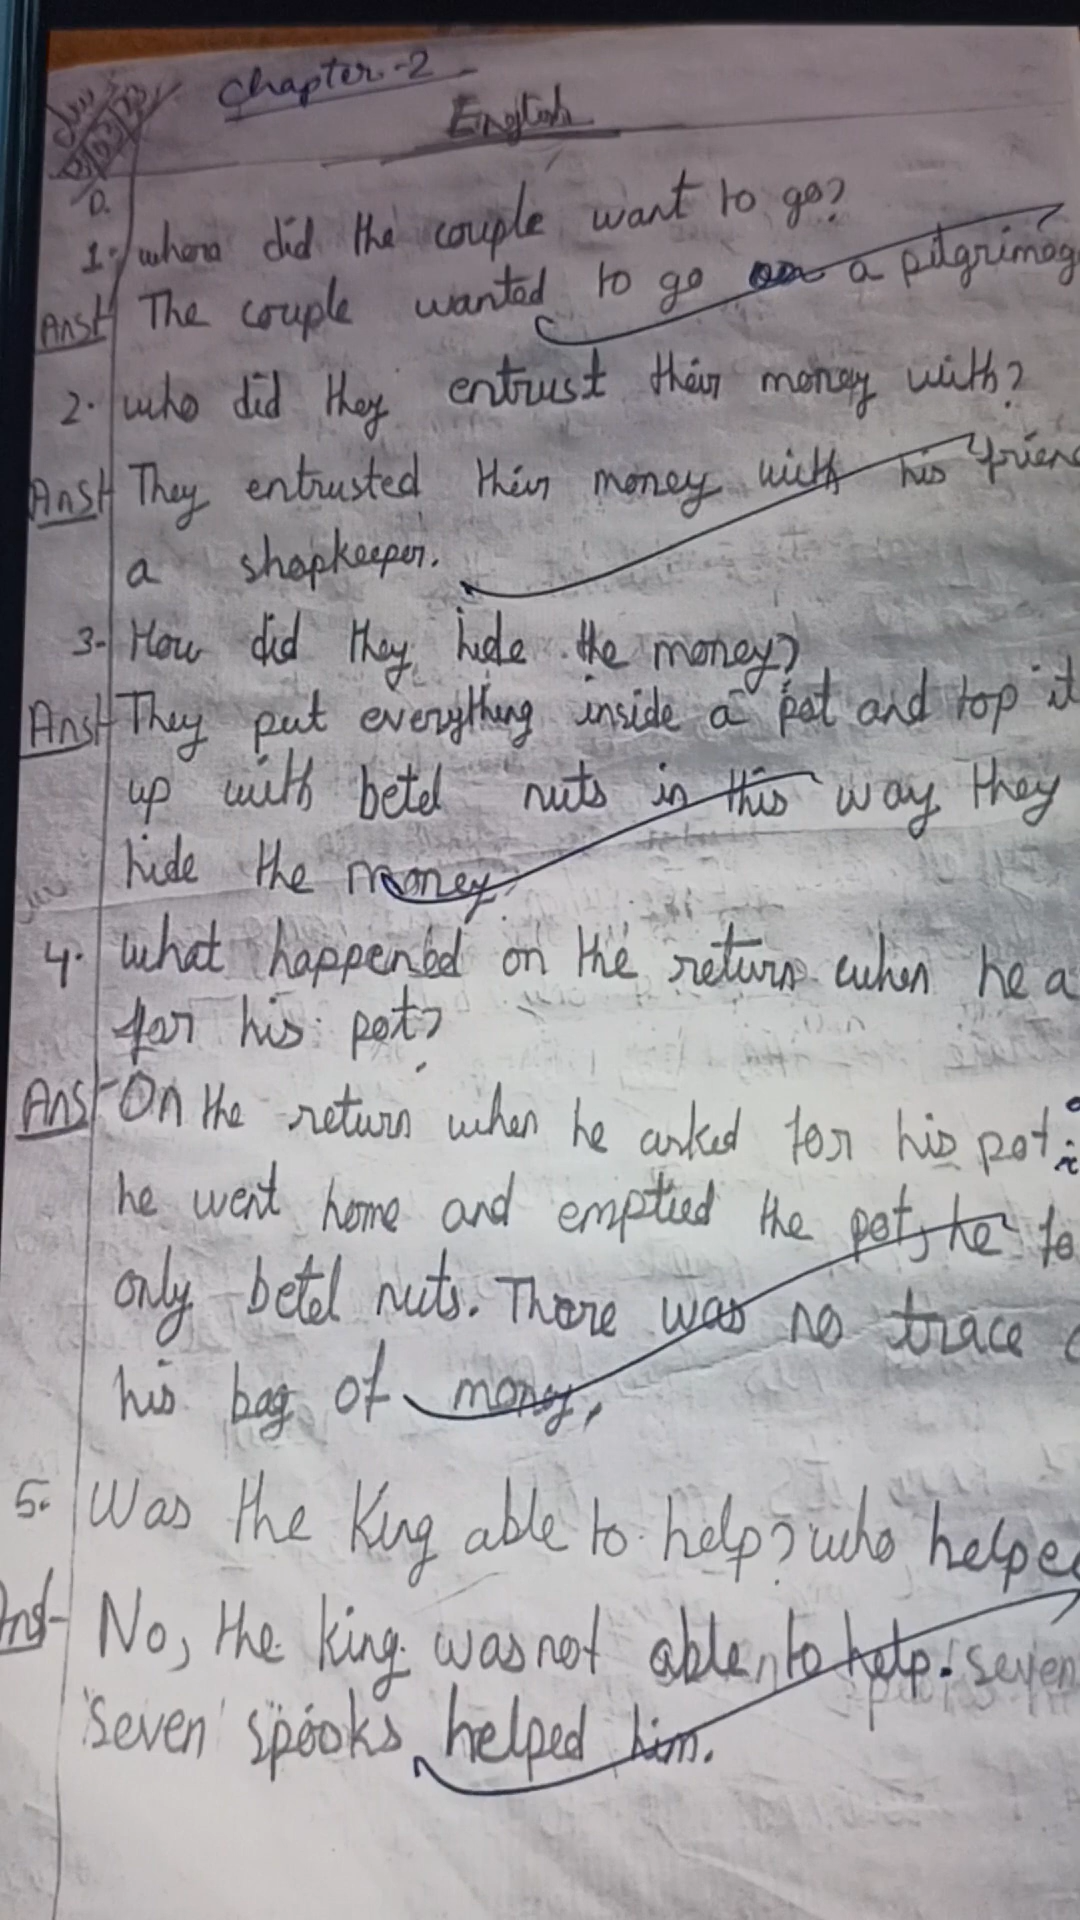 Chapter-2
English
Q.
1. where did the couple want to go?
Ans+ The couple wanted to go on a pilgrimag
2. who did they entrust their money with?
Ans+ They entrusted their money with his frien
a shopkeeper.
3- How did they hide the money?
Ans+ They put everything inside a pot and top it
up with betel nuts in this way they
hide the money.
4. What happened on the return when he a
for his pot?
Ans- On the return when he asked for his pot
he went home and emptied the pot, he fo
only betel nuts. There was no trace o
his bag of money.
5. Was the King able to help? who helped
Ans- No, the king was not able to help. seven
'Seven' spooks helped him.